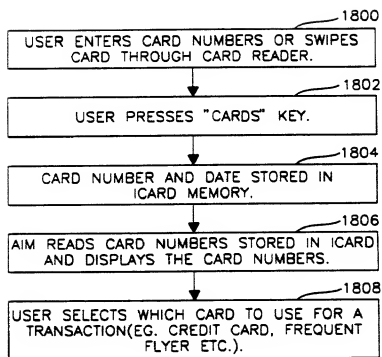 1800
USER ENTERS CARD NUMBERS OR SWIPES
CARD THROUGH CARD READER.
1802
USER PRESSES "CARDS" KEY.
1804
CARD NUMBER AND DATE STORED IN
ICARD MEMORY.
1806
AIM READS CARD NUMBERS STORED IN ICARD
AND DISPLAYS THE CARD NUMBERS.
1808
USER SELECTS WHICH CARD TO USE FOR A
TRANSACTION(EG. CREDIT CARD, FREQUENT
FLYER ETC.).